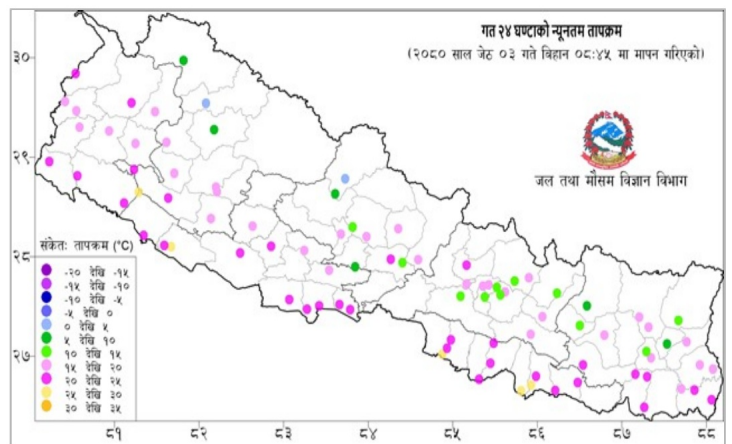 गत २४ घण्टाको न्यूनतम तापक्रम
(२०८० साल जेठ ०३ गते बिहान ०८:४५ मा मापन गरिएको)
जल तथा मौसम विज्ञान विभाग
३०
२९
२८
२७
संकेतः तापक्रम (°C)
-२० देखि -१५
-१५ देखि -१०
-१० देखि -५
-५ देखि ०
० देखि ५
५ देखि १०
१० देखि १५
१५ देखि २०
२० देखि २५
२५ देखि ३०
३० देखि ३५
८१ ८२ ८३ ८४ ८५ ८६ ८७ ८८